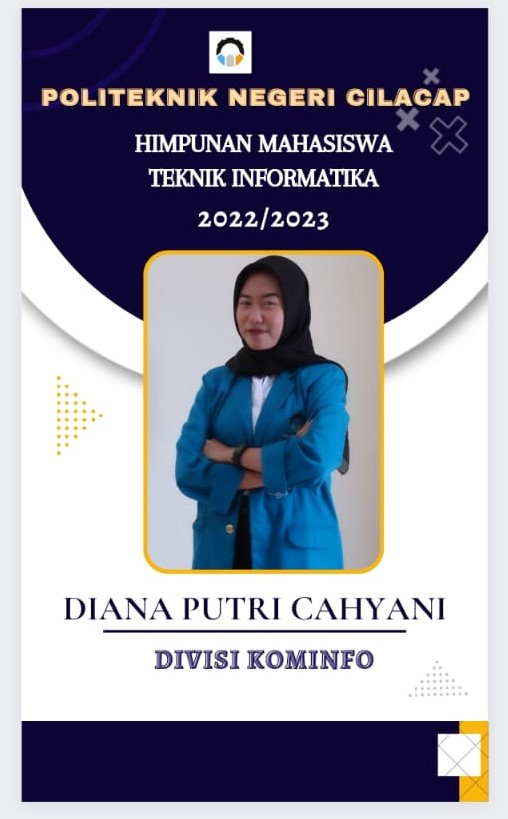 POLITEKNIK NEGERI CILACAP
HIMPUNAN MAHASISWA
TEKNIK INFORMATIKA
2022/2023
DIANA PUTRI CAHYANI
DIVISI KOMINFO